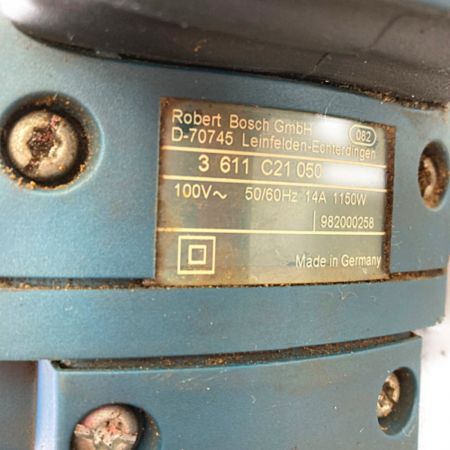 Robert Bosch GmbH 082
D-70745 Leinfelden-Echterdingen
3 611 C21 050
100V~ 50/60Hz 14A 1150W
982000258
Made in Germany